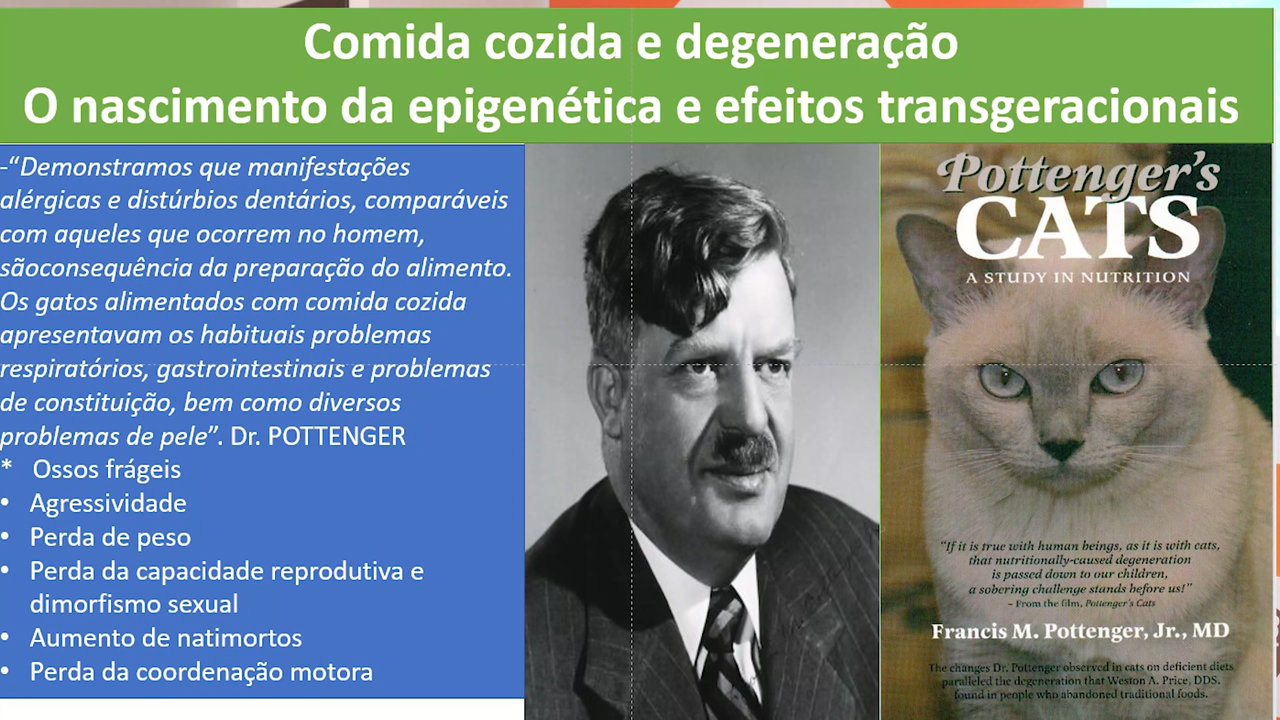 Comida cozida e degeneração
O nascimento da epigenética e efeitos transgeracionais
-“Demonstramos que manifestações
alérgicas e distúrbios dentários, comparáveis
com aqueles que ocorrem no homem,
sãoconsequência da preparação do alimento.
Os gatos alimentados com comida cozida
apresentavam os habituais problemas
respiratórios, gastrointestinais e problemas
de constituição, bem como diversos
problemas de pele”. Dr. POTTENGER
* Ossos frágeis
• Agressividade
• Perda de peso
• Perda da capacidade reprodutiva e
dimorfismo sexual
• Aumento de natimortos
• Perda da coordenação motora
Pottenger's
CATS
A STUDY IN NUTRITION
“If it is true with human beings, as it is with cats,
that nutritionally-caused degeneration
is passed down to our children,
a sobering challenge stands before us!”
– From the film, Pottenger's Cats
Francis M. Pottenger, Jr., MD
The changes Dr. Pottenger observed in cats on deficient diets
paralleled the degeneration that Weston A. Price, DDS,
found in people who abandoned traditional foods.